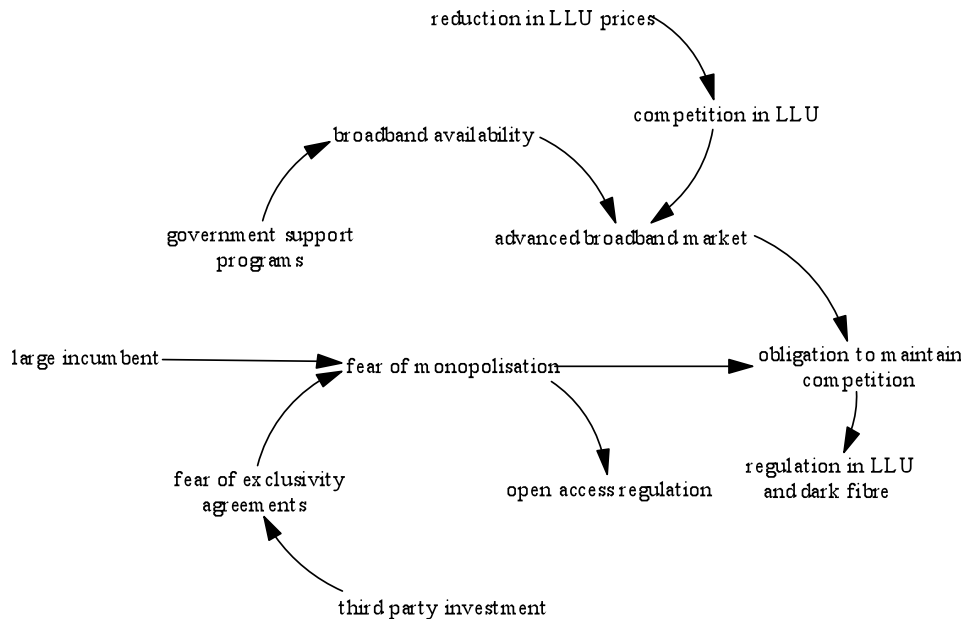 reduction in LLU prices
competition in LLU
broadband availability
government support
programs
advanced broadband market
large incumbent
fear of monopolisation
obligation to maintain
competition
fear of exclusivity
agreements
open access regulation
regulation in LLU
and dark fibre
third party investment